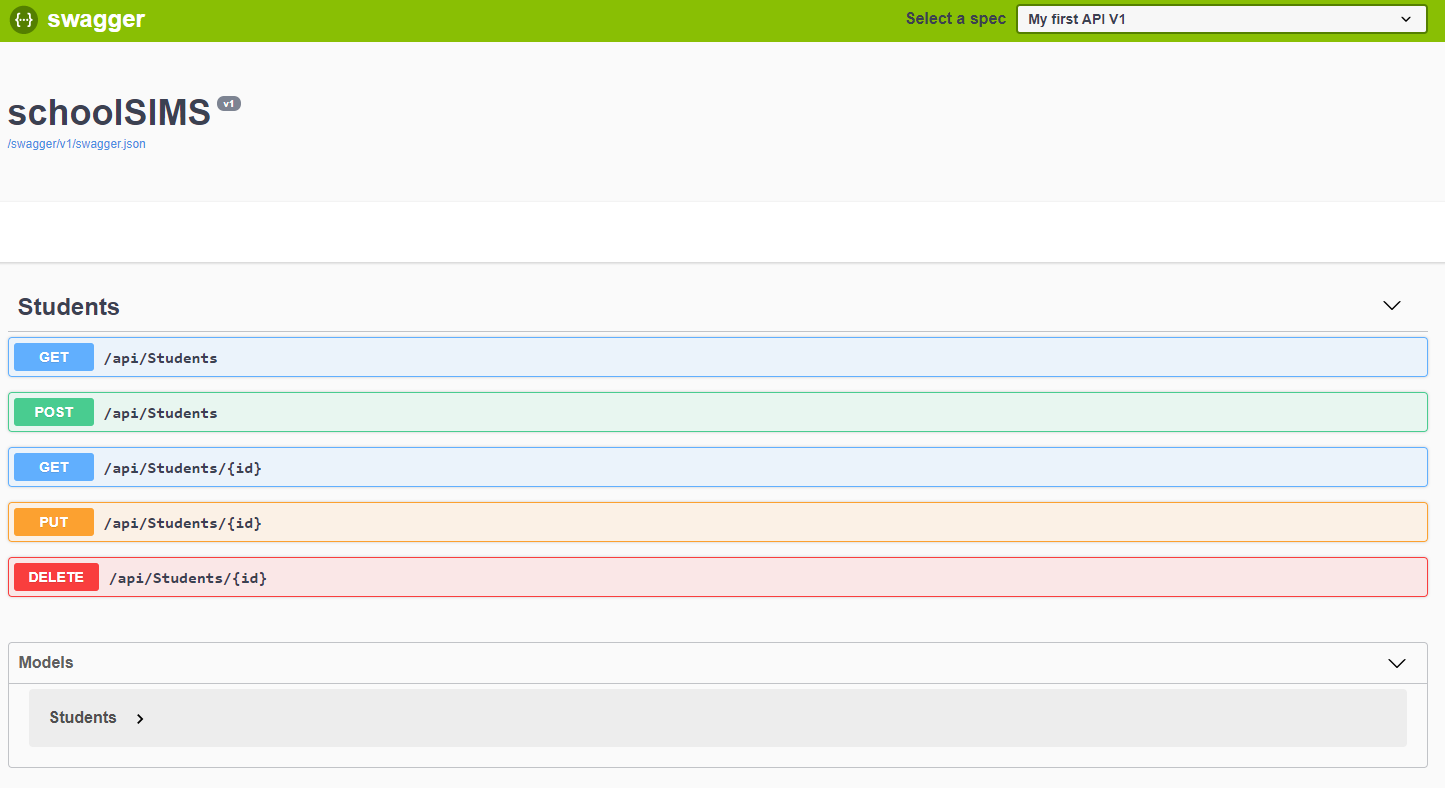 {··} swagger Select a spec My first API V1
schoolSIMS v1
/swagger/v1/swagger.json
Students
GET /api/Students
POST /api/Students
GET /api/Students/{id}
PUT /api/Students/{id}
DELETE /api/Students/{id}
Models
Students